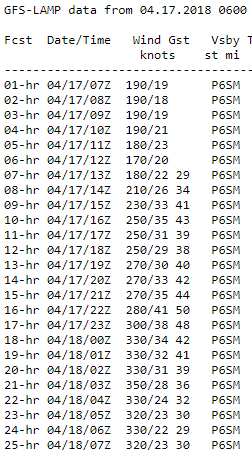 GFS-LAMP data from 04.17.2018 0600
Fcst Date/Time Wind Gst Vsby T
knots st mi
01-hr 04/17/07Z 190/19 P6SM
02-hr 04/17/08Z 190/18 P6SM
03-hr 04/17/09Z 190/19 P6SM
04-hr 04/17/10Z 190/21 P6SM
05-hr 04/17/11Z 180/23 P6SM
06-hr 04/17/12Z 170/20 P6SM
07-hr 04/17/13Z 180/22 29 P6SM
08-hr 04/17/14Z 210/26 34 P6SM
09-hr 04/17/15Z 230/33 41 P6SM
10-hr 04/17/16Z 250/35 43 P6SM
11-hr 04/17/17Z 250/31 39 P6SM
12-hr 04/17/18Z 250/29 38 P6SM
13-hr 04/17/19Z 270/30 40 P6SM
14-hr 04/17/20Z 270/33 42 P6SM
15-hr 04/17/21Z 270/35 44 P6SM
16-hr 04/17/22Z 280/41 50 P6SM
17-hr 04/17/23Z 300/38 48 P6SM
18-hr 04/18/00Z 330/34 42 P6SM
19-hr 04/18/01Z 330/32 41 P6SM
20-hr 04/18/02Z 330/31 39 P6SM
21-hr 04/18/03Z 350/28 36 P6SM
22-hr 04/18/04Z 330/24 32 P6SM
23-hr 04/18/05Z 320/23 30 P6SM
24-hr 04/18/06Z 330/22 29 P6SM
25-hr 04/18/07Z 320/23 30 P6SM